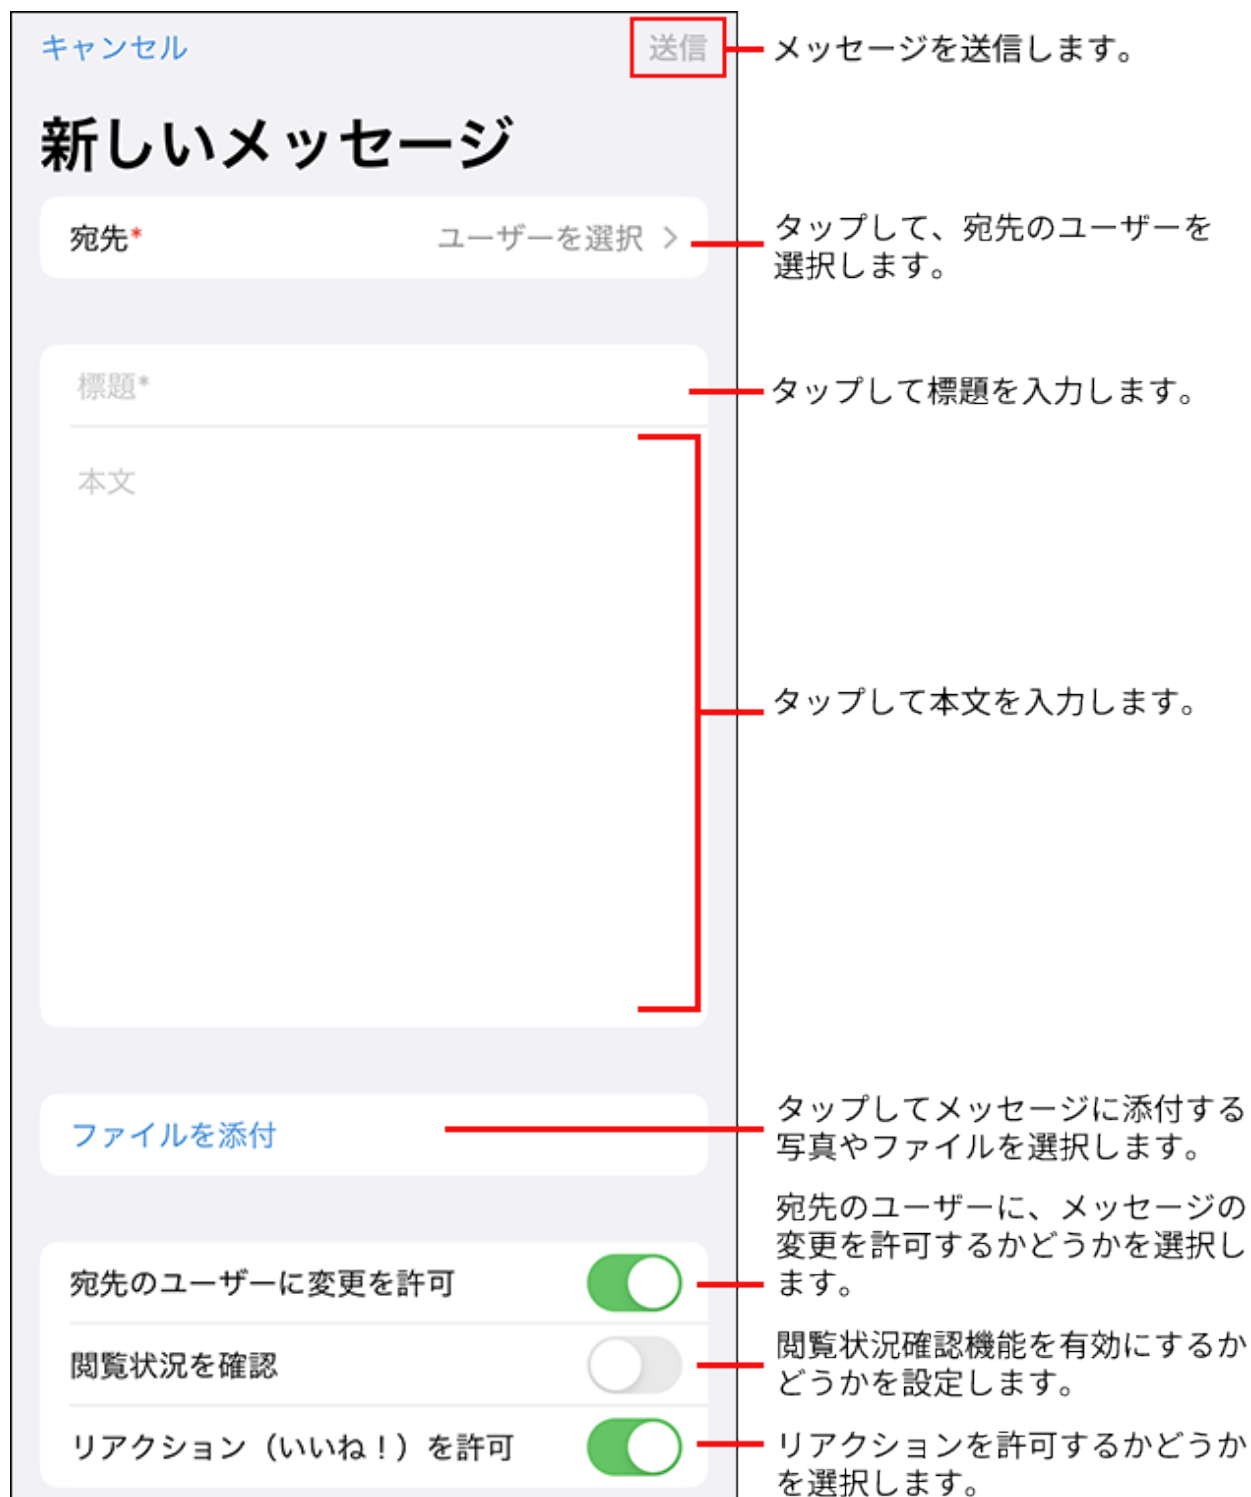 キャンセル
送信
メッセージを送信します。
新しいメッセージ
宛先*
ユーザーを選択
タップして、宛先のユーザーを
選択します。
標題*
タップして標題を入力します。
本文
タップして本文を入力します。
ファイルを添付
タップしてメッセージに添付する
写真やファイルを選択します。
宛先のユーザーに変更を許可
宛先のユーザーに、メッセージの
変更を許可するかどうかを選択し
ます。
閲覧状況を確認
閲覧状況確認機能を有効にするか
どうかを設定します。
リアクション（いいね！）を許可
リアクションを許可するかどうか
を選択します。